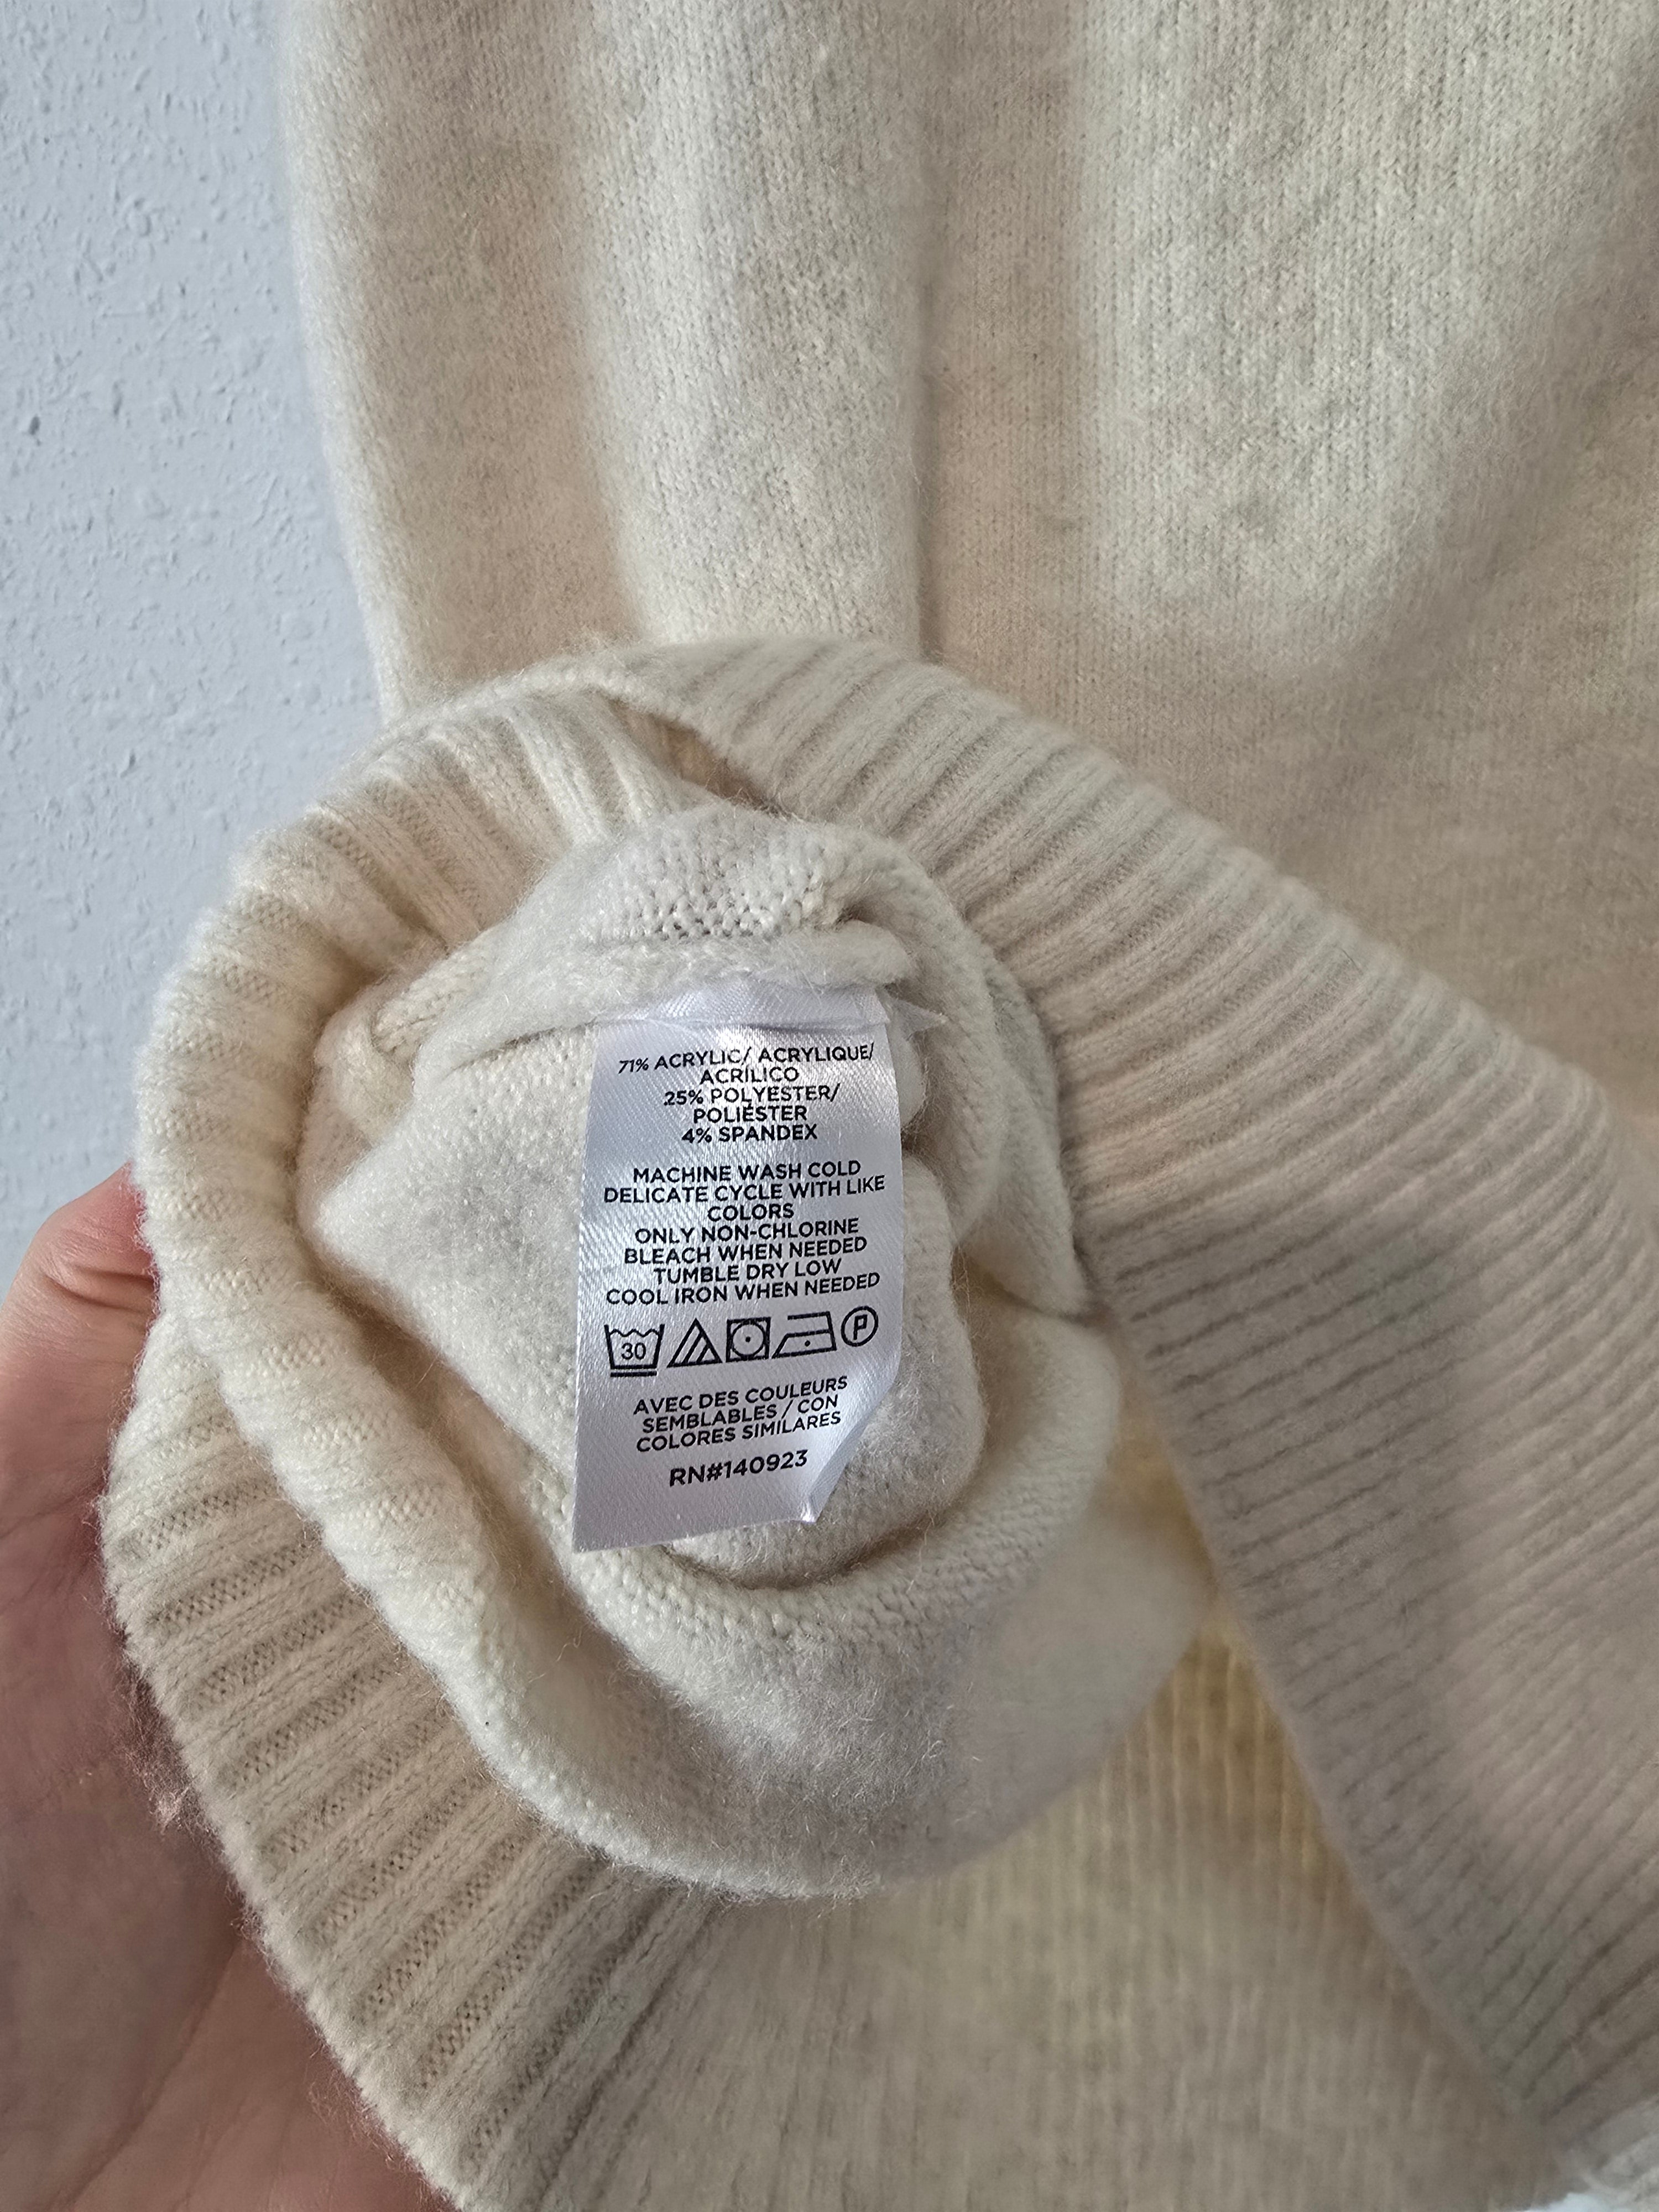 71% ACRYLIC/ ACRYLIQUE/
ACRÍLICO
25% POLYESTER/
POLIÉSTER
4% SPANDEX
MACHINE WASH COLD
DELICATE CYCLE WITH LIKE
COLORS
ONLY NON-CHLORINE
BLEACH WHEN NEEDED
TUMBLE DRY LOW
COOL IRON WHEN NEEDED
30 P
AVEC DES COULEURS
SEMBLABLES / CON
COLORES SIMILARES
RN#140923